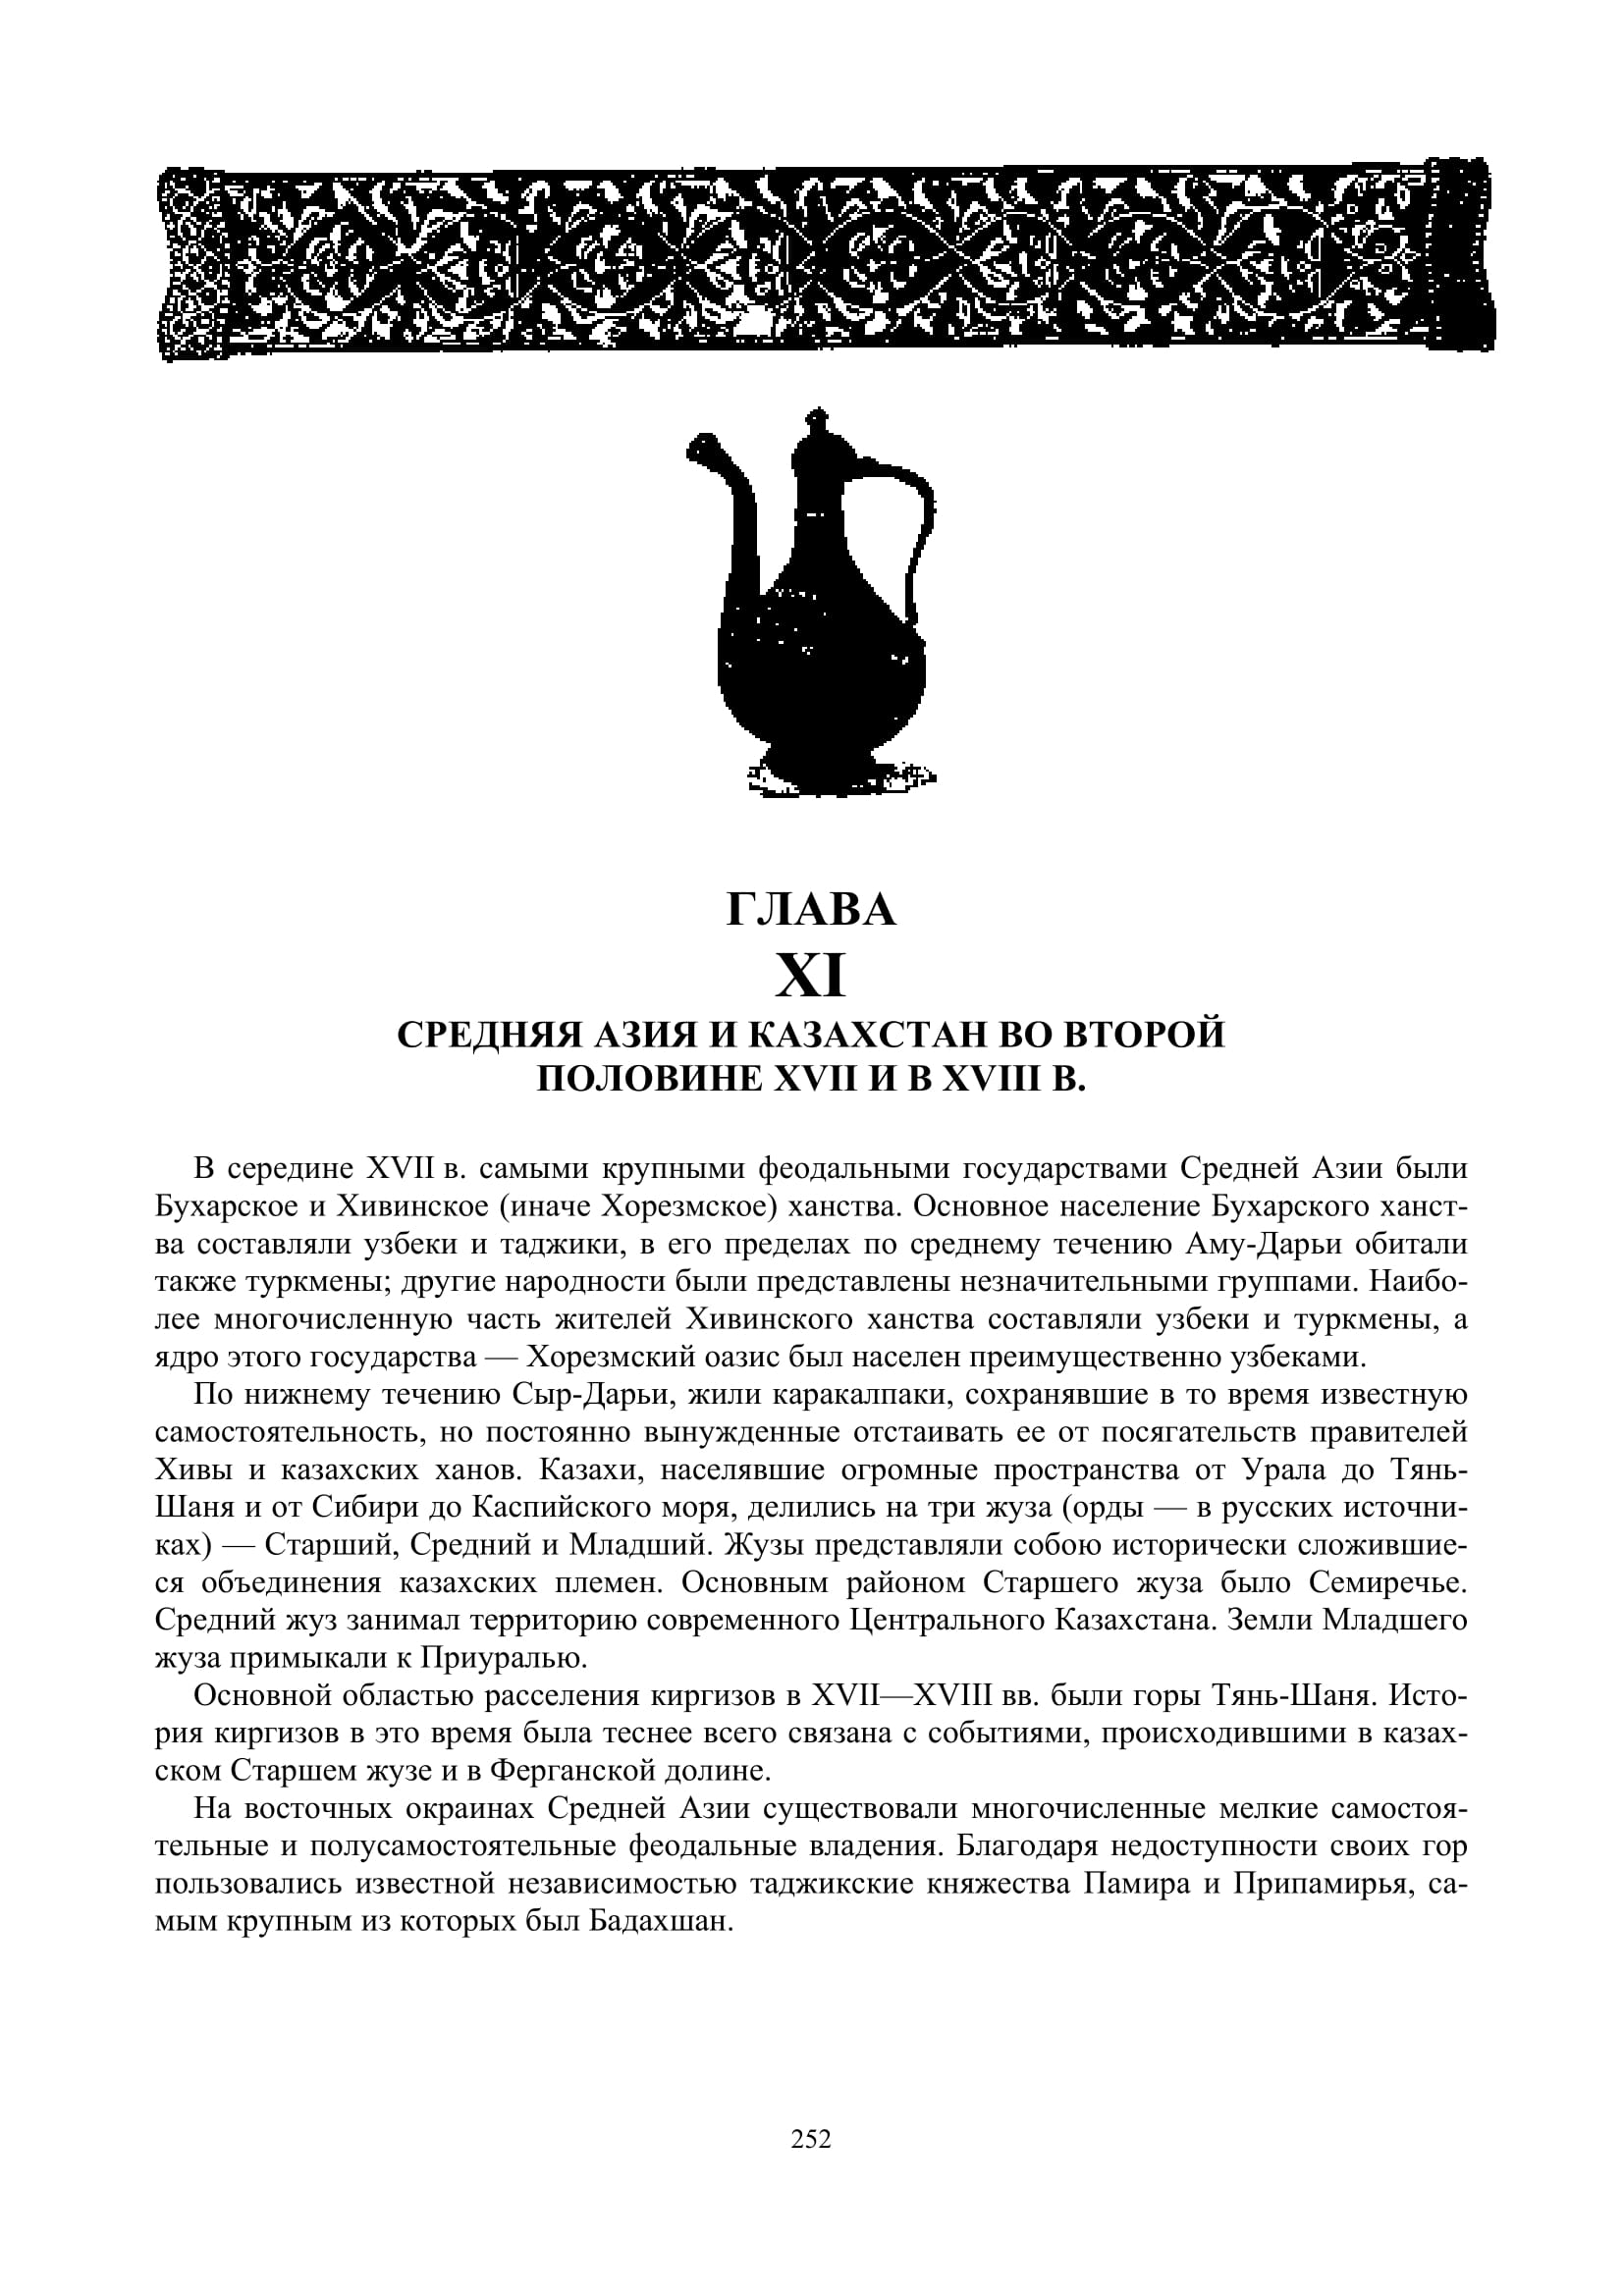 ГЛАВА
XI
СРЕДНЯЯ АЗИЯ И КАЗАХСТАН ВО ВТОРОЙ
ПОЛОВИНЕ XVII И В XVIII В.
В середине XVII в. самыми крупными феодальными государствами Средней Азии были
Бухарское и Хивинское (иначе Хорезмское) ханства. Основное население Бухарского ханст-
ва составляли узбеки и таджики, в его пределах по среднему течению Аму-Дарьи обитали
также туркмены; другие народности были представлены незначительными группами. Наибо-
лее многочисленную часть жителей Хивинского ханства составляли узбеки и туркмены, а
ядро этого государства — Хорезмский оазис был населен преимущественно узбеками.
По нижнему течению Сыр-Дарьи, жили каракалпаки, сохранявшие в то время известную
самостоятельность, но постоянно вынужденные отстаивать ее от посягательств правителей
Хивы и казахских ханов. Казахи, населявшие огромные пространства от Урала до Тянь-
Шаня и от Сибири до Каспийского моря, делились на три жуза (орды — в русских источни-
ках) — Старший, Средний и Младший. Жузы представляли собою исторически сложившие-
ся объединения казахских племен. Основным районом Старшего жуза было Семиречье.
Средний жуз занимал территорию современного Центрального Казахстана. Земли Младшего
жуза примыкали к Приуралью.
Основной областью расселения киргизов в XVII—XVIII вв. были горы Тянь-Шаня. Исто-
рия киргизов в это время была теснее всего связана с событиями, происходившими в казах-
ском Старшем жузе и в Ферганской долине.
На восточных окраинах Средней Азии существовали многочисленные мелкие самостоя-
тельные и полусамостоятельные феодальные владения. Благодаря недоступности своих гор
пользовались известной независимостью таджикские княжества Памира и Припамирья, са-
мым крупным из которых был Бадахшан.
252